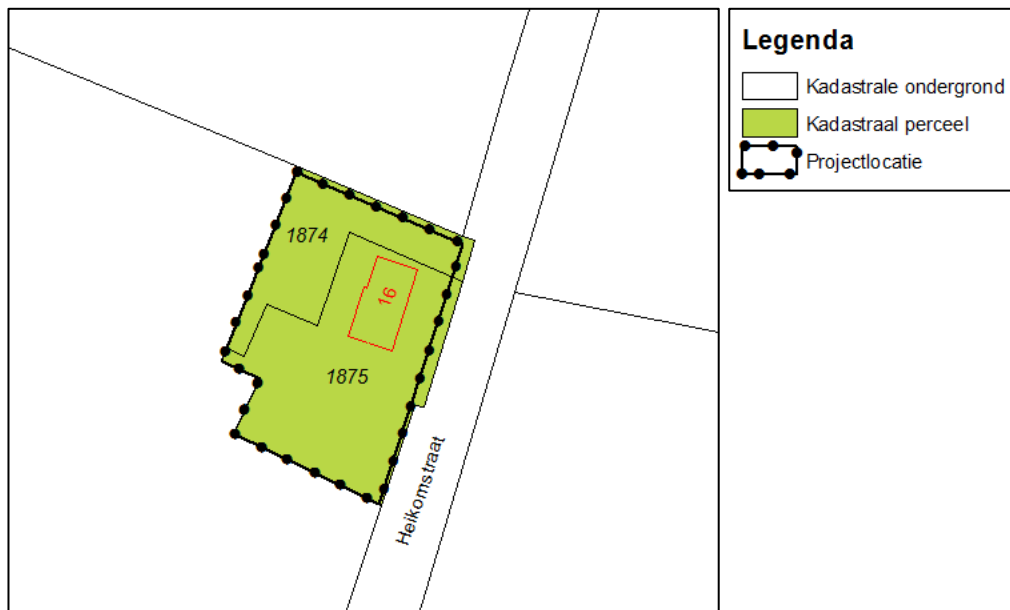 1874
16
1875
Heikomstraat
Legenda
Kadastrale ondergrond
Kadastraal perceel
Projectlocatie